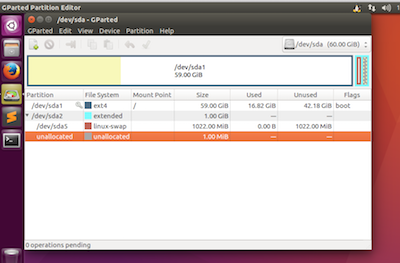 GParted Partition Editor
/dev/sda - GParted
GParted Edit View Device Partition Help
/dev/sda (60.00 GiB)
/dev/sda1
59.00 GiB
Partition File System Mount Point Size Used Unused Flags
/dev/sda1 ext4 / 59.00 GiB 16.82 GiB 42.18 GiB boot
/dev/sda2 extended 1.00 GiB — —
/dev/sda5 linux-swap 1022.00 MiB 0.00 B 1022.00 MiB
unallocated unallocated 1.00 MiB — —
0 operations pending